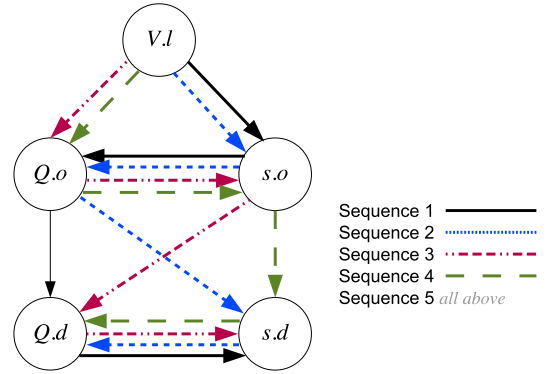 V.l
Q.o
s.o
Sequence 1
Sequence 2
Sequence 3
Sequence 4
Sequence 5 all above
Q.d
s.d